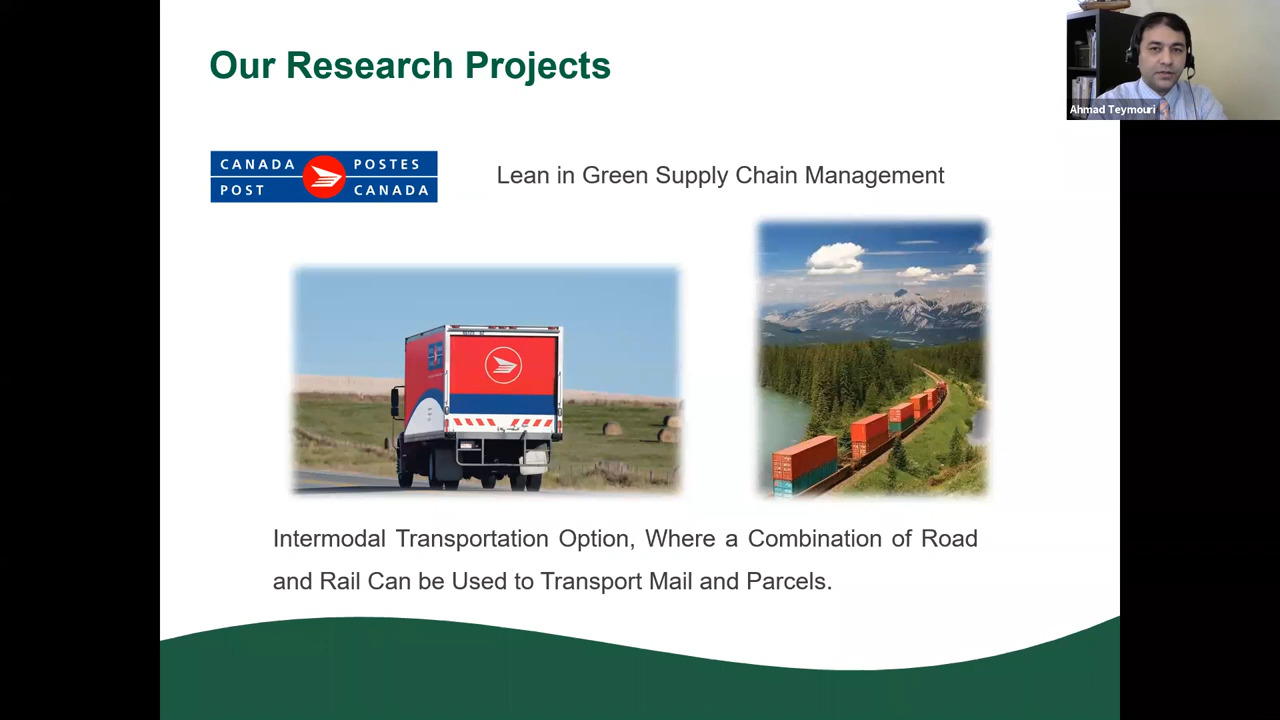 Our Research Projects
Ahmad Teymouri
CANADA POSTES
POST CANADA
Lean in Green Supply Chain Management
Intermodal Transportation Option, Where a Combination of Road
and Rail Can be Used to Transport Mail and Parcels.